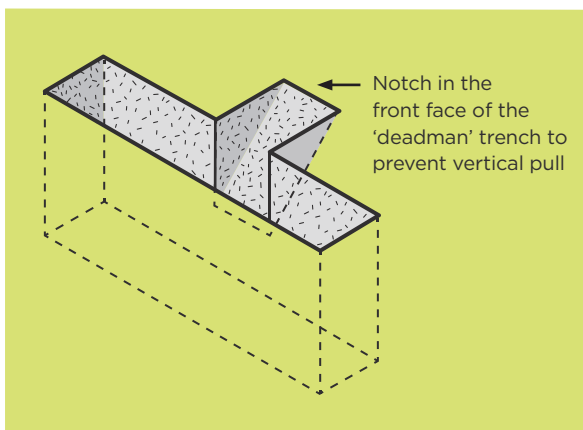 Notch in the
front face of the
‘deadman’ trench to
prevent vertical pull